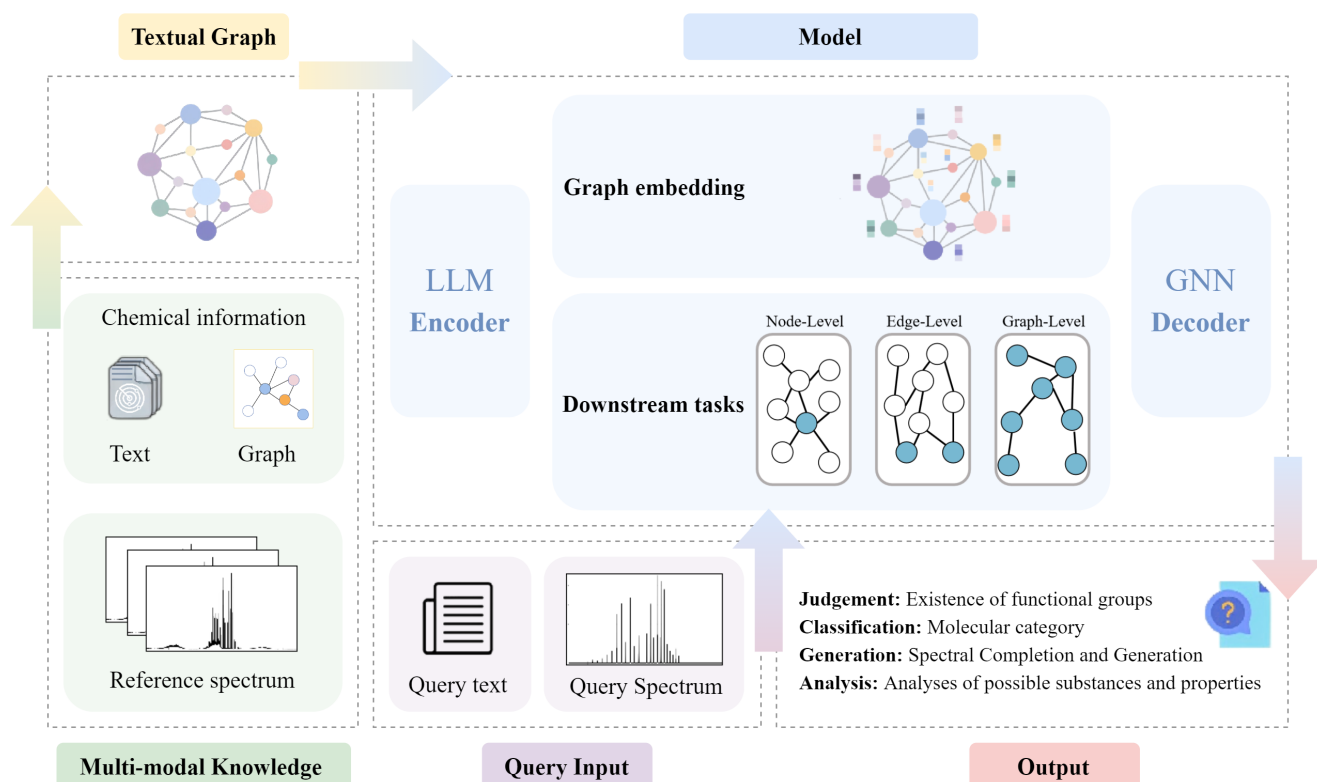 Textual Graph
Model
Graph embedding
LLM
Encoder
GNN
Decoder
Chemical information
Text
Graph
Node-Level
Edge-Level
Graph-Level
Downstream tasks
Reference spectrum
Query text
Query Spectrum
Judgement: Existence of functional groups
Classification: Molecular category
Generation: Spectral Completion and Generation
Analysis: Analyses of possible substances and properties
?
Multi-modal Knowledge
Query Input
Output